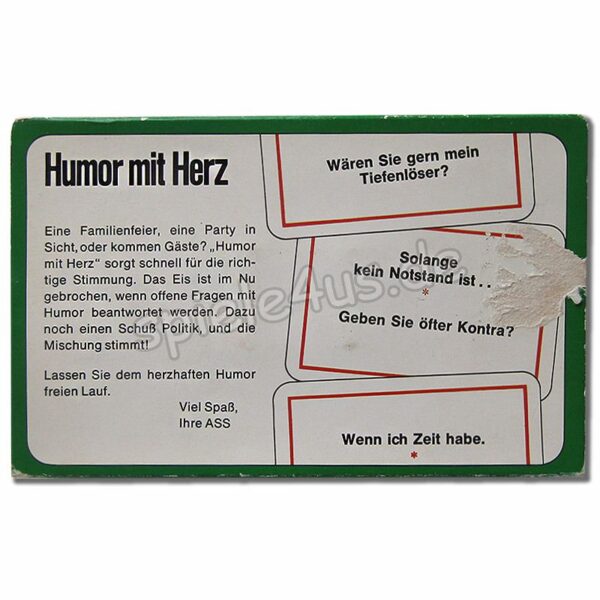 Humor mit Herz
Eine Familienfeier, eine Party in
Sicht, oder kommen Gäste? „Humor
mit Herz“ sorgt schnell für die rich-
tige Stimmung. Das Eis ist im Nu
gebrochen, wenn offene Fragen mit
Humor beantwortet werden. Dazu
noch einen Schuß Politik, und die
Mischung stimmt!
Lassen Sie dem herzhaften Humor
freien Lauf.
Viel Spaß,
Ihre ASS
Wären Sie gern mein
Tiefenlöser?
Solange
kein Notstand ist..
*
Geben Sie öfter Kontra?
Wenn ich Zeit habe.
*
spiele4us.de